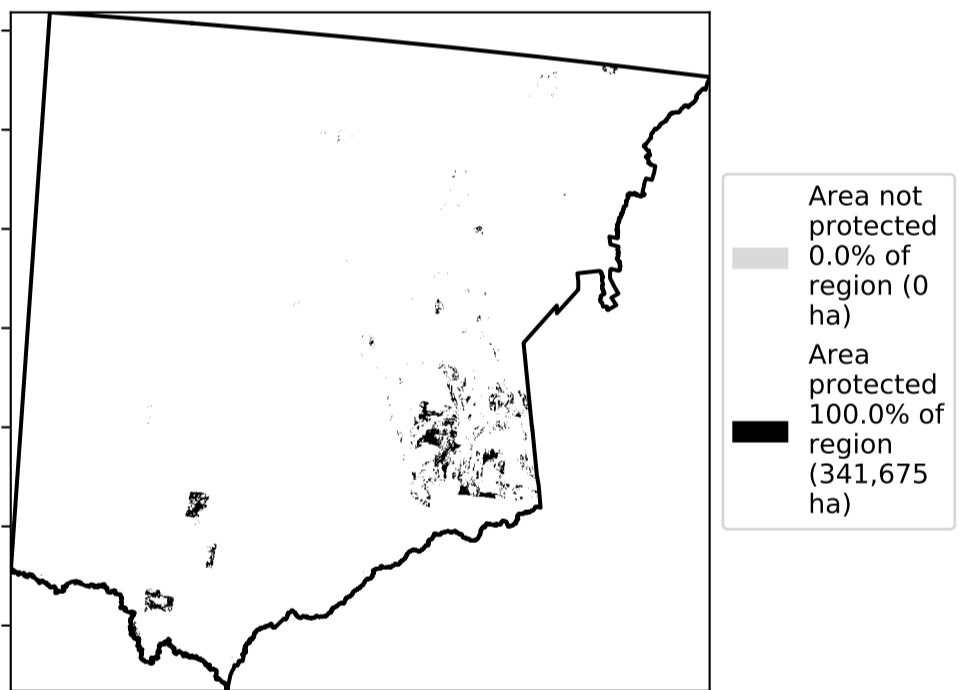 Area not
protected
0.0% of
region (0
ha)
Area
protected
100.0% of
region
(341,675
ha)